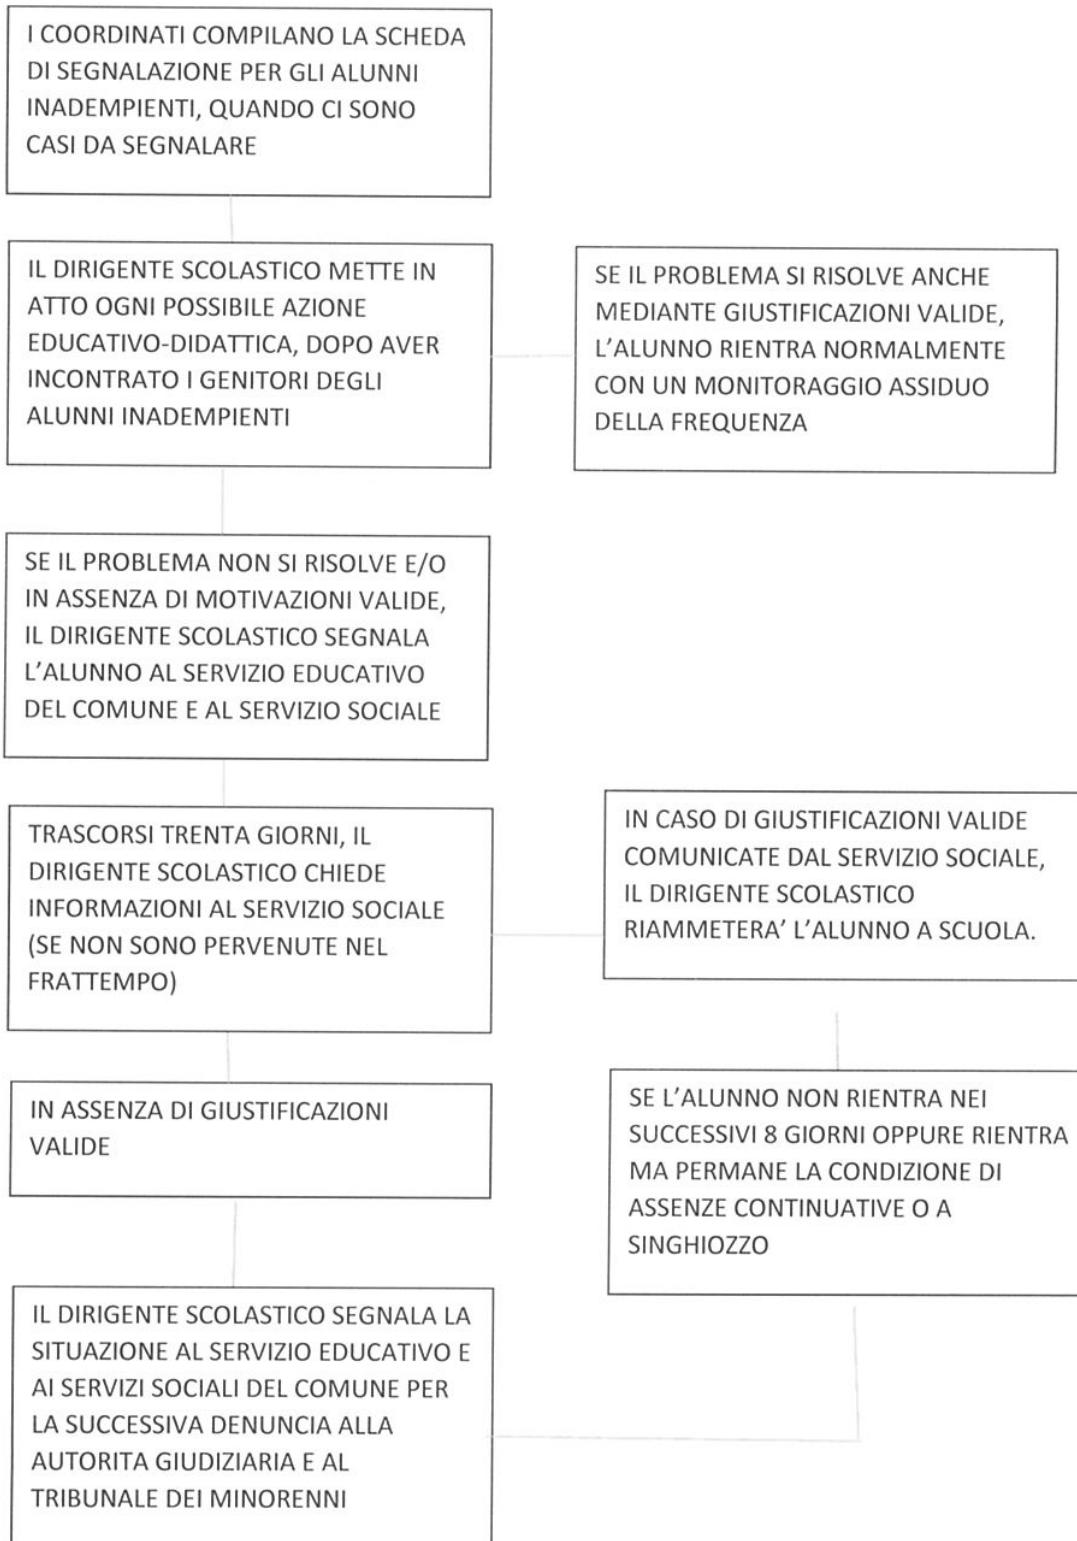 I COORDINATI COMPILANO LA SCHEDA
DI SEGNALAZIONE PER GLI ALUNNI
INADEMPIENTI, QUANDO CI SONO
CASI DA SEGNALARE
IL DIRIGENTE SCOLASTICO METTE IN
ATTO OGNI POSSIBILE AZIONE
EDUCATIVO-DIDATTICA, DOPO AVER
INCONTRATO I GENITORI DEGLI
ALUNNI INADEMPIENTI
SE IL PROBLEMA SI RISOLVE ANCHE
MEDIANTE GIUSTIFICAZIONI VALIDE,
L'ALUNNO RIENTRA NORMALMENTE
CON UN MONITORAGGIO ASSIDUO
DELLA FREQUENZA
SE IL PROBLEMA NON SI RISOLVE E/O
IN ASSENZA DI MOTIVAZIONI VALIDE,
IL DIRIGENTE SCOLASTICO SEGNALA
L'ALUNNO AL SERVIZIO EDUCATIVO
DEL COMUNE E AL SERVIZIO SOCIALE
TRASCORSI TRENTA GIORNI, IL
DIRIGENTE SCOLASTICO CHIEDE
INFORMAZIONI AL SERVIZIO SOCIALE
(SE NON SONO PERVENUTE NEL
FRATTEMPO)
IN CASO DI GIUSTIFICAZIONI VALIDE
COMUNICATE DAL SERVIZIO SOCIALE,
IL DIRIGENTE SCOLASTICO
RIAMMETERA' L'ALUNNO A SCUOLA.
IN ASSENZA DI GIUSTIFICAZIONI
VALIDE
SE L'ALUNNO NON RIENTRA NEI
SUCCESSIVI 8 GIORNI OPPURE RIENTRA
MA PERMANE LA CONDIZIONE DI
ASSENZE CONTINUATIVE O A
SINGHIOZZO
IL DIRIGENTE SCOLASTICO SEGNALA LA
SITUAZIONE AL SERVIZIO EDUCATIVO E
AI SERVIZI SOCIALI DEL COMUNE PER
LA SUCCESSIVA DENUNCIA ALLA
AUTORITA GIUDIZIARIA E AL
TRIBUNALE DEI MINORENNI